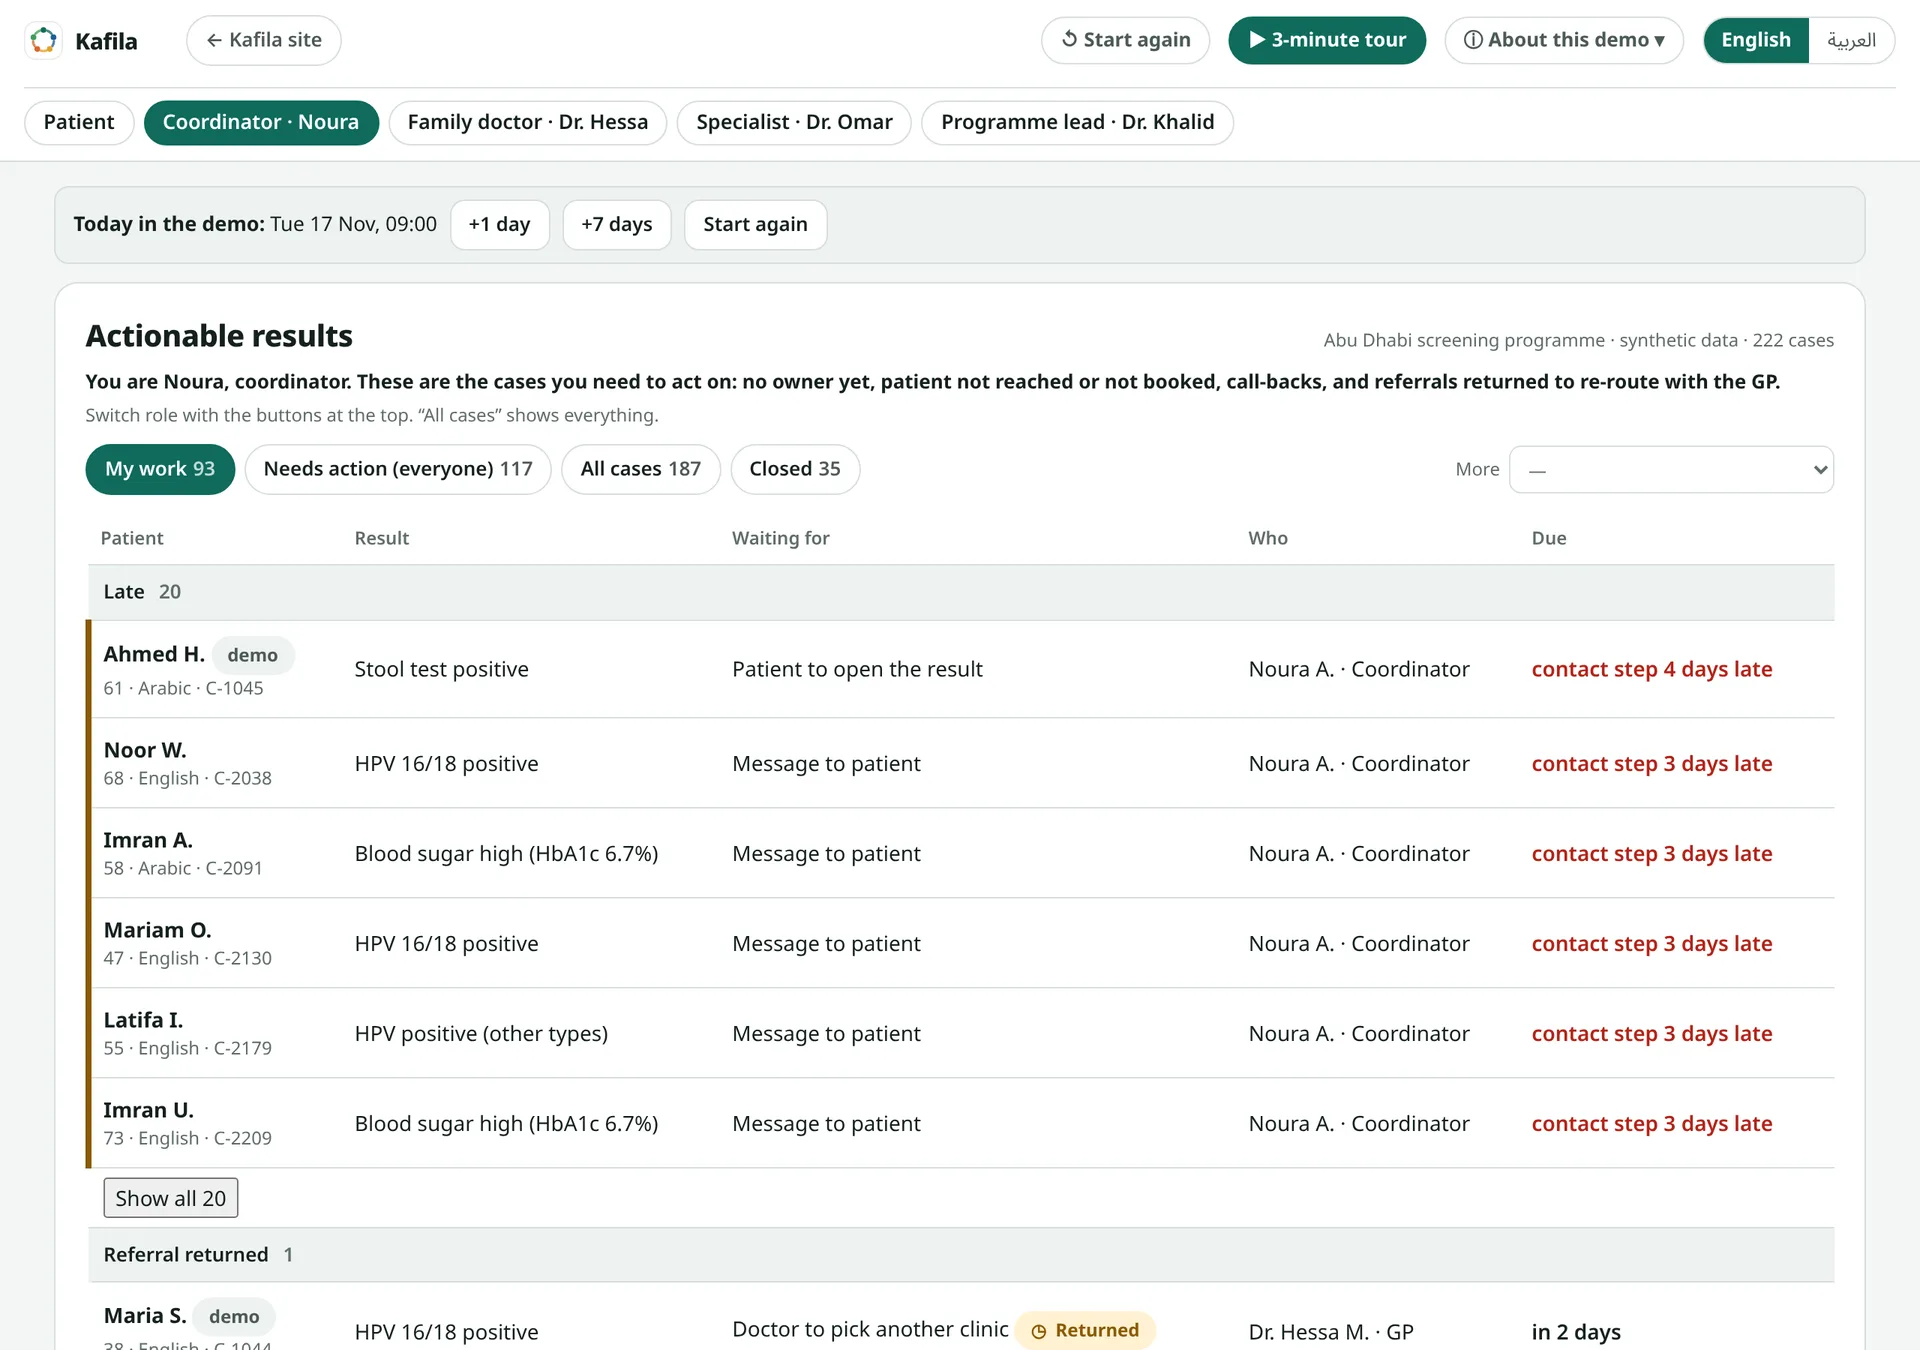 Kafila
← Kafila site
Start again
▶ 3-minute tour
ⓘ About this demo ▾
English
العربية
Patient
Coordinator · Noura
Family doctor · Dr. Hessa
Specialist · Dr. Omar
Programme lead · Dr. Khalid
Today in the demo: Tue 17 Nov, 09:00
+1 day
+7 days
Start again
Actionable results
Abu Dhabi screening programme · synthetic data · 222 cases
You are Noura, coordinator. These are the cases you need to act on: no owner yet, patient not reached or not booked, call-backs, and referrals returned to re-route with the GP.
Switch role with the buttons at the top. “All cases” shows everything.
My work 93
Needs action (everyone) 117
All cases 187
Closed 35
More —
Patient Result Waiting for Who Due
Late 20
Ahmed H. demo
61 · Arabic · C-1045
Stool test positive
Patient to open the result
Noura A. · Coordinator
contact step 4 days late
Noor W.
68 · English · C-2038
HPV 16/18 positive
Message to patient
Noura A. · Coordinator
contact step 3 days late
Imran A.
58 · Arabic · C-2091
Blood sugar high (HbA1c 6.7%)
Message to patient
Noura A. · Coordinator
contact step 3 days late
Mariam O.
47 · English · C-2130
HPV 16/18 positive
Message to patient
Noura A. · Coordinator
contact step 3 days late
Latifa I.
55 · English · C-2179
HPV positive (other types)
Message to patient
Noura A. · Coordinator
contact step 3 days late
Imran U.
73 · English · C-2209
Blood sugar high (HbA1c 6.7%)
Message to patient
Noura A. · Coordinator
contact step 3 days late
Show all 20
Referral returned 1
Maria S. demo
38 · English · C-1044
HPV 16/18 positive
Doctor to pick another clinic
Returned
Dr. Hessa M. · GP
in 2 days